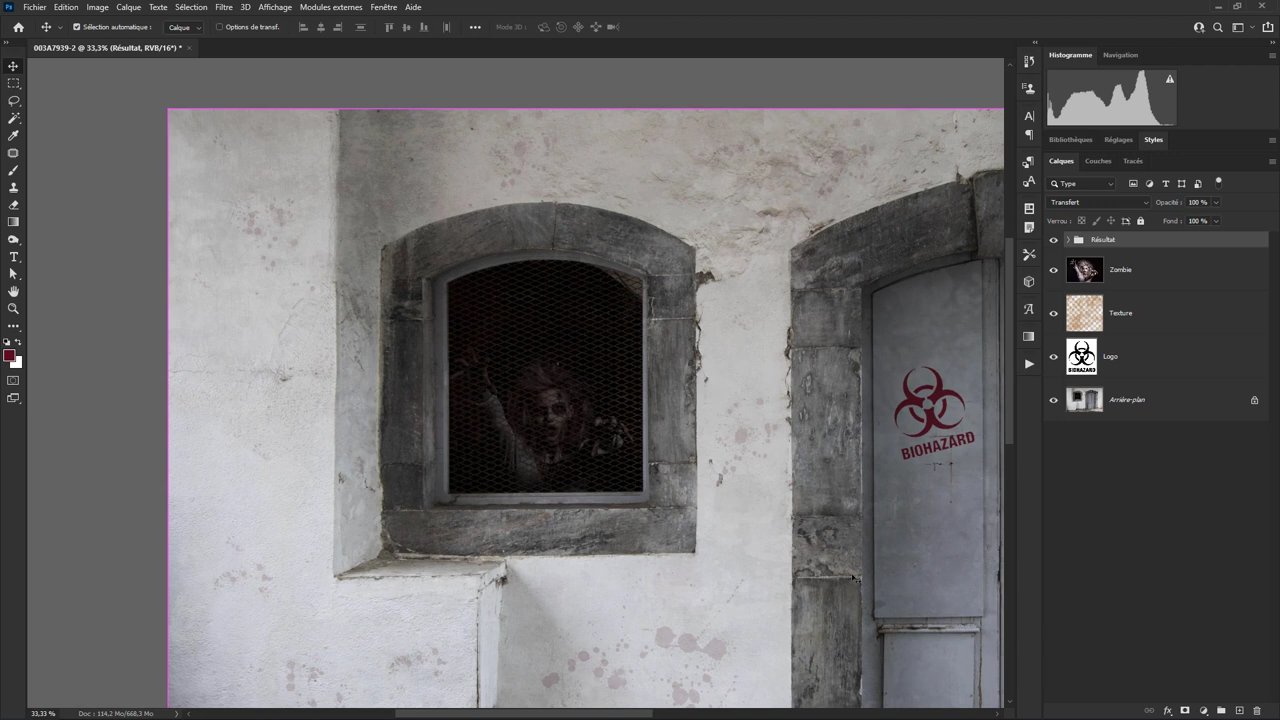 Ps Fichier Edition Image Calque Texte Sélection Filtre 3D Affichage Modules externes Fenêtre Aide
Sélection automatique : Calque Options de transf. Mode 3D :
003A7939-2 @ 33,3% (Résultat, RVB/16*) *
Histogramme Navigation
Bibliothèques Réglages Styles
Calques Couches Tracés
Type
Transfert Opacité : 100 %
Verrou : Fond : 100 %
Résultat
Zombie
Texture
BIOHAZARD
Logo
Arrière-plan
BIOHAZARD
33,33 % Doc : 114,2 Mo/668,3 Mo